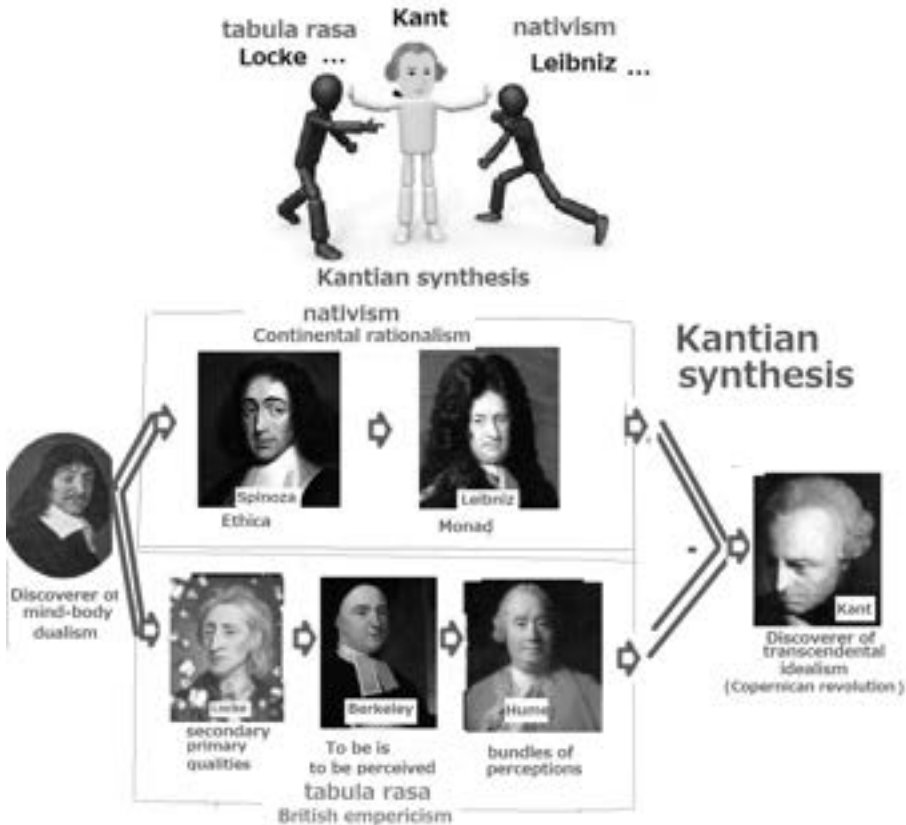 Kant
tabula rasa
Locke ...
nativism
Leibniz ...
Kantian synthesis
nativism
Continental rationalism
Kantian
synthesis
Spinoza
Ethica
Leibniz
Monad
Discoverer of
mind-body
dualism
Locke
secondary
primary
qualities
Berkeley
To be is
to be perceived
Hume
bundles of
perceptions
Kant
Discoverer of
transcendental
idealism
(Copernican revolution)
tabula rasa
British empericism